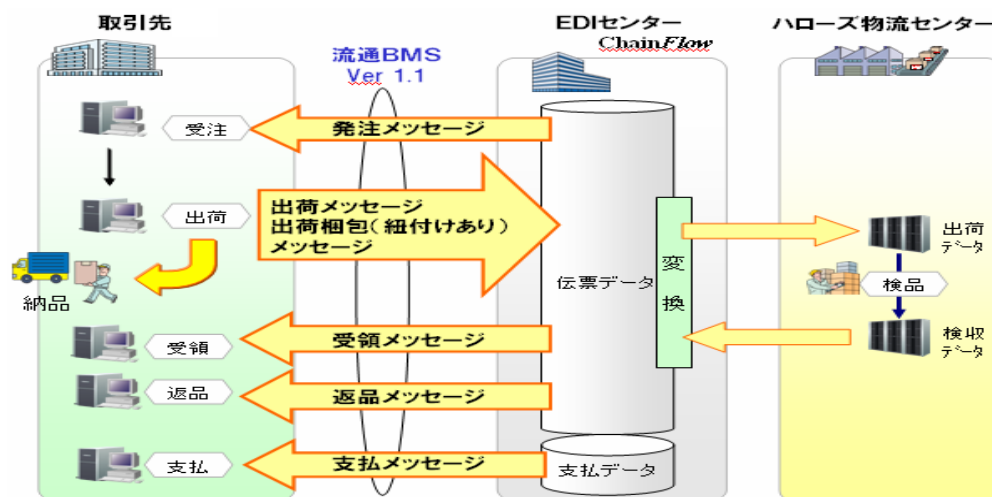 取引先
EDIセンター
ChainFlow
ハローズ物流センター
流通BMS
Ver 1.1
受注
発注メッセージ
出荷
出荷メッセージ
出荷梱包(紐付けあり)
メッセージ
納品
伝票データ
変換
出荷
データ
検品
検収
データ
受領
受領メッセージ
返品
返品メッセージ
支払
支払メッセージ
支払データ